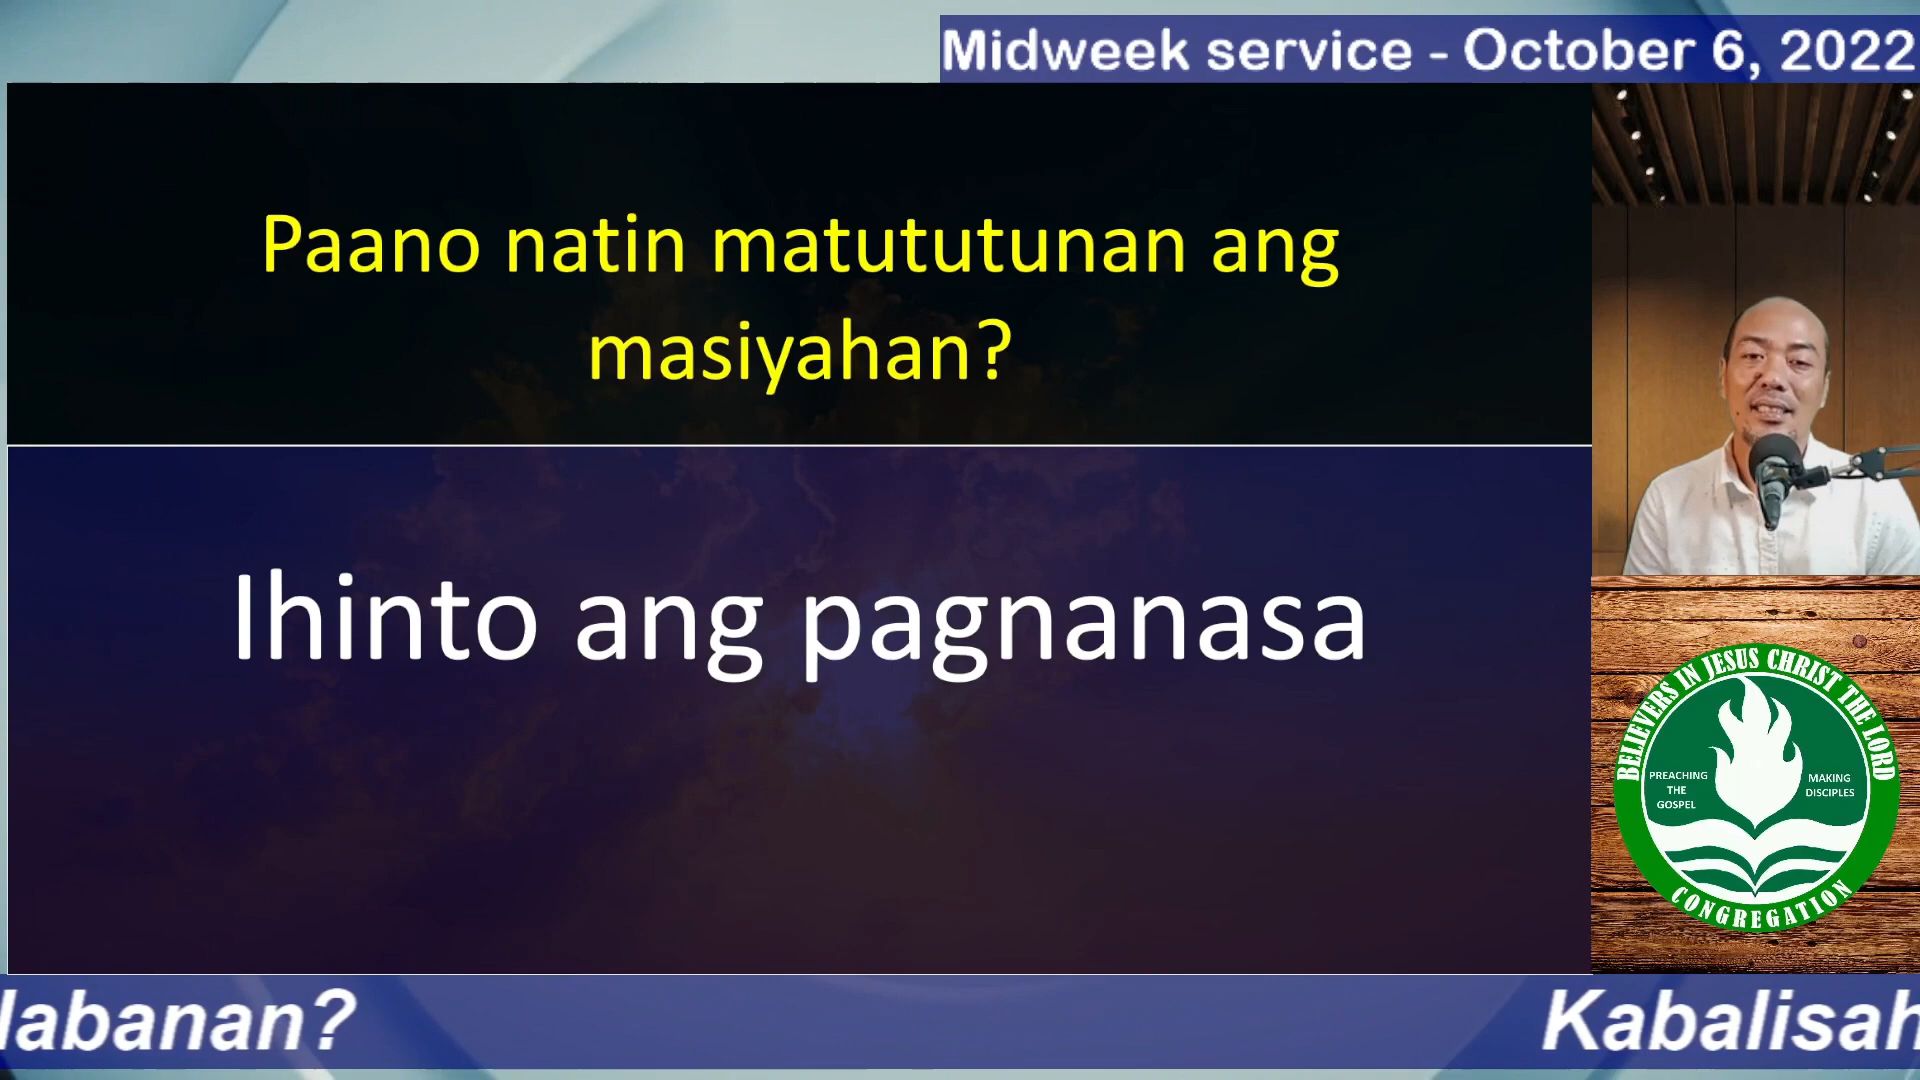 Midweek service - October 6, 2022
Paano natin matututunan ang
masiyahan?
Ihinto ang pagnanasa
BELIEVERS IN JESUS CHRIST THE LORD
PREACHING
THE
GOSPEL
MAKING
DISCIPLES
CONGREGATION
labanan?
Kabalisah